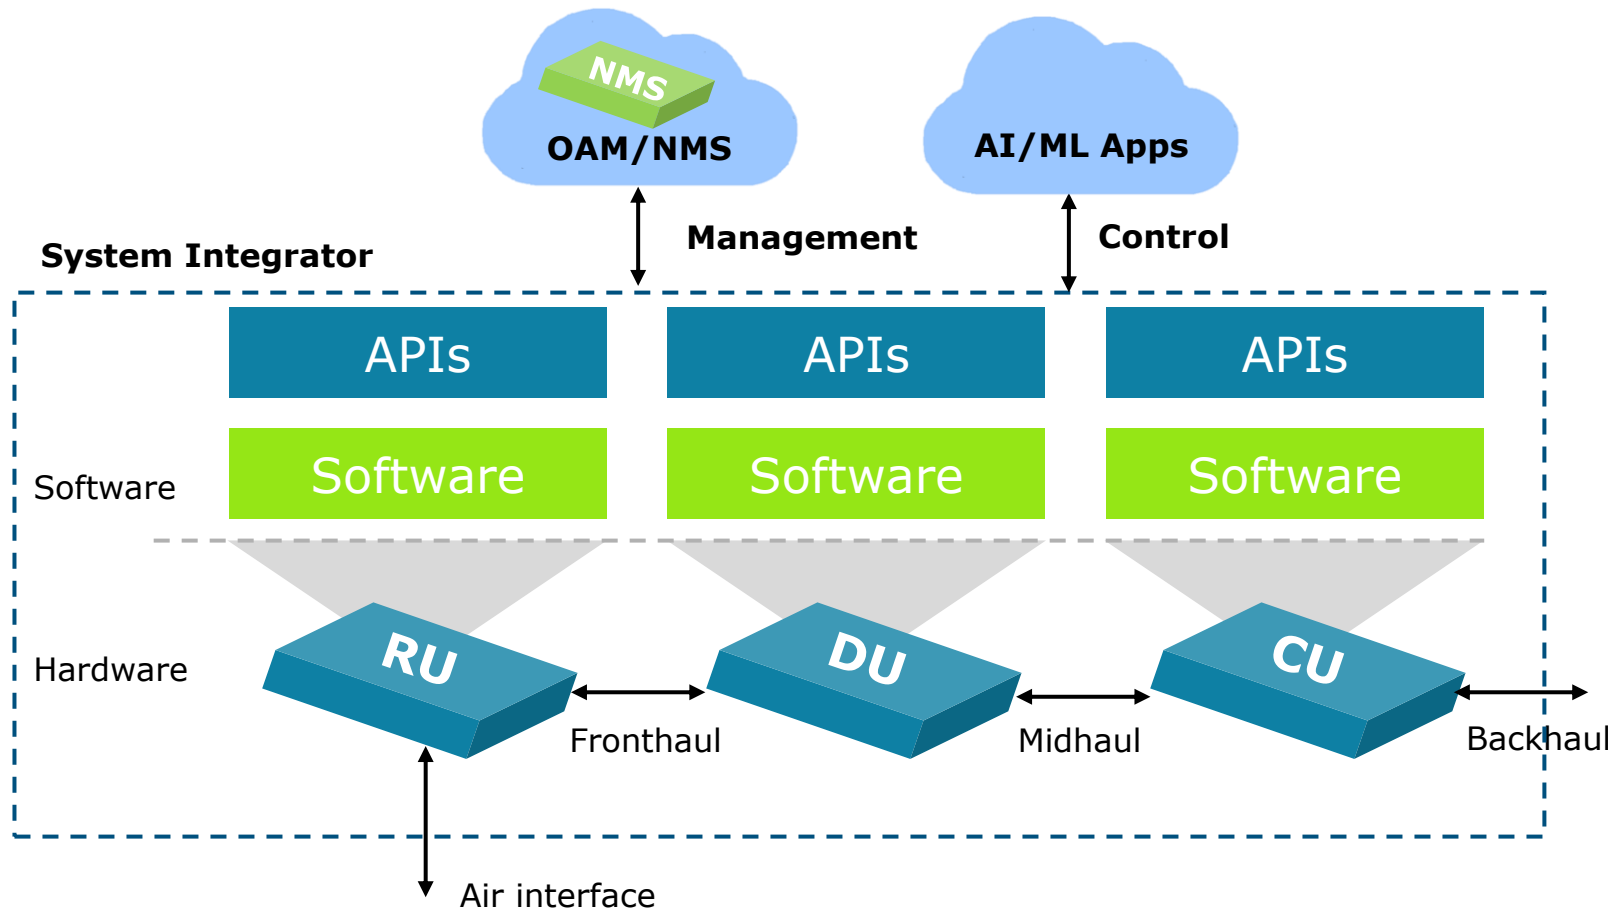 NMS
OAM/NMS
AI/ML Apps
Management
Control
System Integrator
APIs
APIs
APIs
Software
Software
Software
Software
Hardware
RU
DU
CU
Fronthaul
Midhaul
Backhaul
Air interface